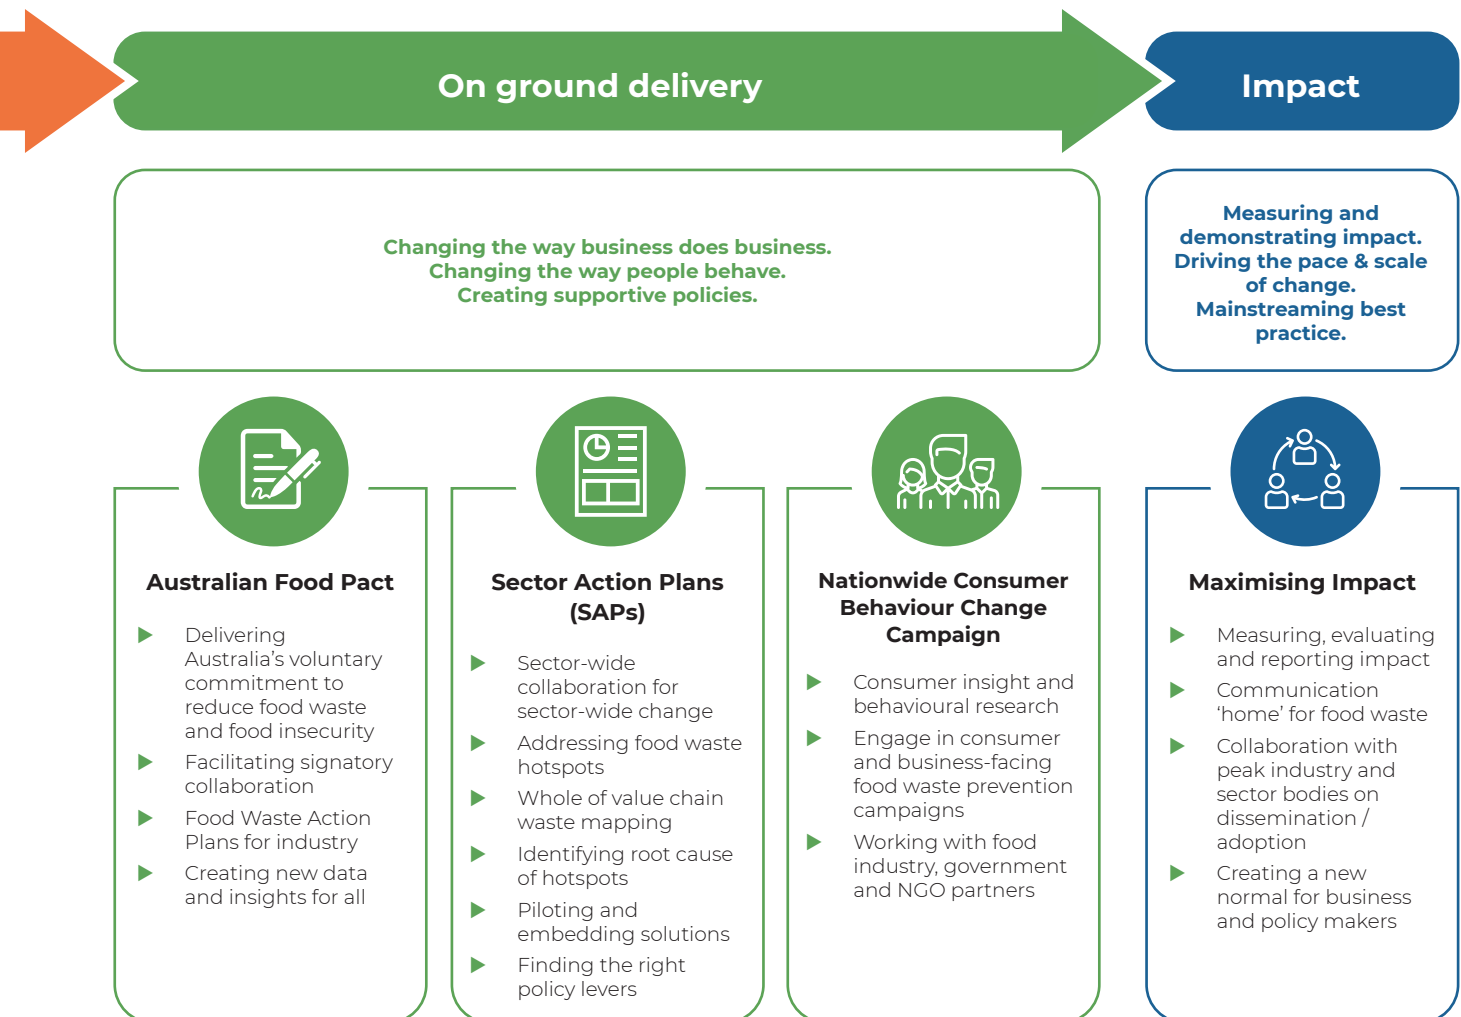 On ground delivery
Impact
Changing the way business does business.
Changing the way people behave.
Creating supportive policies.
Measuring and
demonstrating impact.
Driving the pace & scale
of change.
Mainstreaming best
practice.
Australian Food Pact
Delivering
Australia’s voluntary
commitment to
reduce food waste
and food insecurity
Facilitating signatory
collaboration
Food Waste Action
Plans for industry
Creating new data
and insights for all
Sector Action Plans
(SAPs)
Sector-wide
collaboration for
sector-wide change
Addressing food waste
hotspots
Whole of value chain
waste mapping
Identifying root cause
of hotspots
Piloting and
embedding solutions
Finding the right
policy levers
Nationwide Consumer
Behaviour Change
Campaign
Consumer insight and
behavioural research
Engage in consumer
and business-facing
food waste prevention
campaigns
Working with food
industry, government
and NGO partners
Maximising Impact
Measuring, evaluating
and reporting impact
Communication
‘home’ for food waste
Collaboration with
peak industry and
sector bodies on
dissemination /
adoption
Creating a new
normal for business
and policy makers